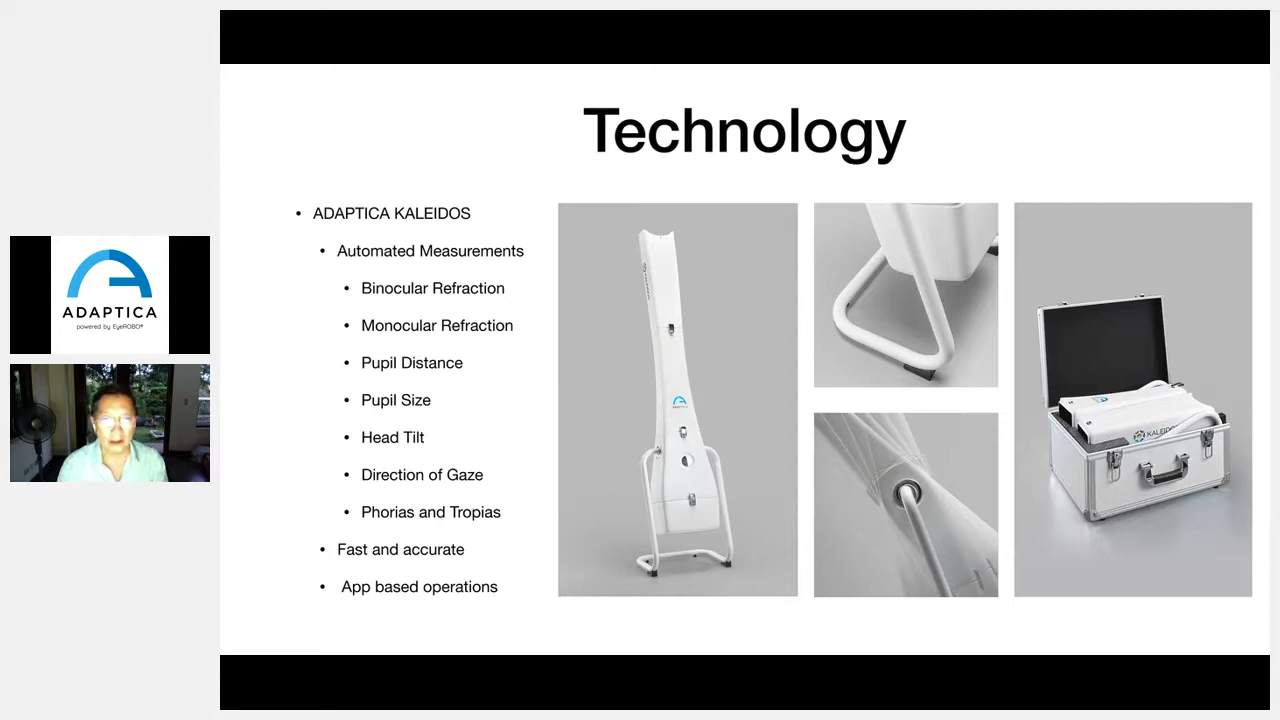 Technology
• ADAPTICA KALEIDOS
• Automated Measurements
• Binocular Refraction
• Monocular Refraction
• Pupil Distance
• Pupil Size
• Head Tilt
• Direction of Gaze
• Phorias and Tropias
• Fast and accurate
• App based operations
ADAPTICA
powered by EyeROBO®
ADAPTICA
KALEIDOS